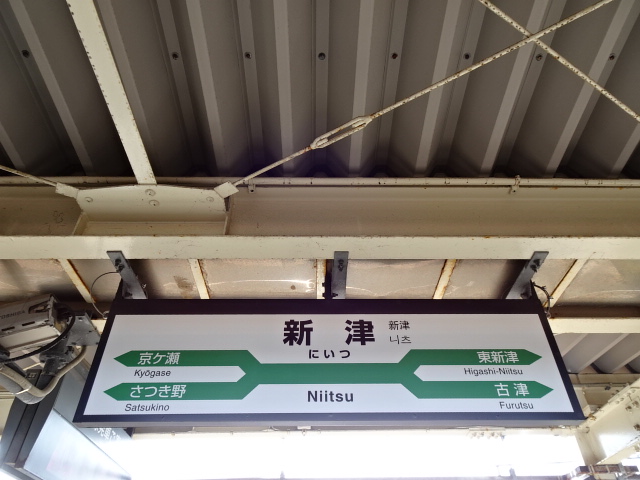 新津
新津
니츠
にいつ
京ケ瀬
Kyōgase
東新津
Higashi-Niitsu
さつき野
Satsukino
古津
Furutsu
Niitsu